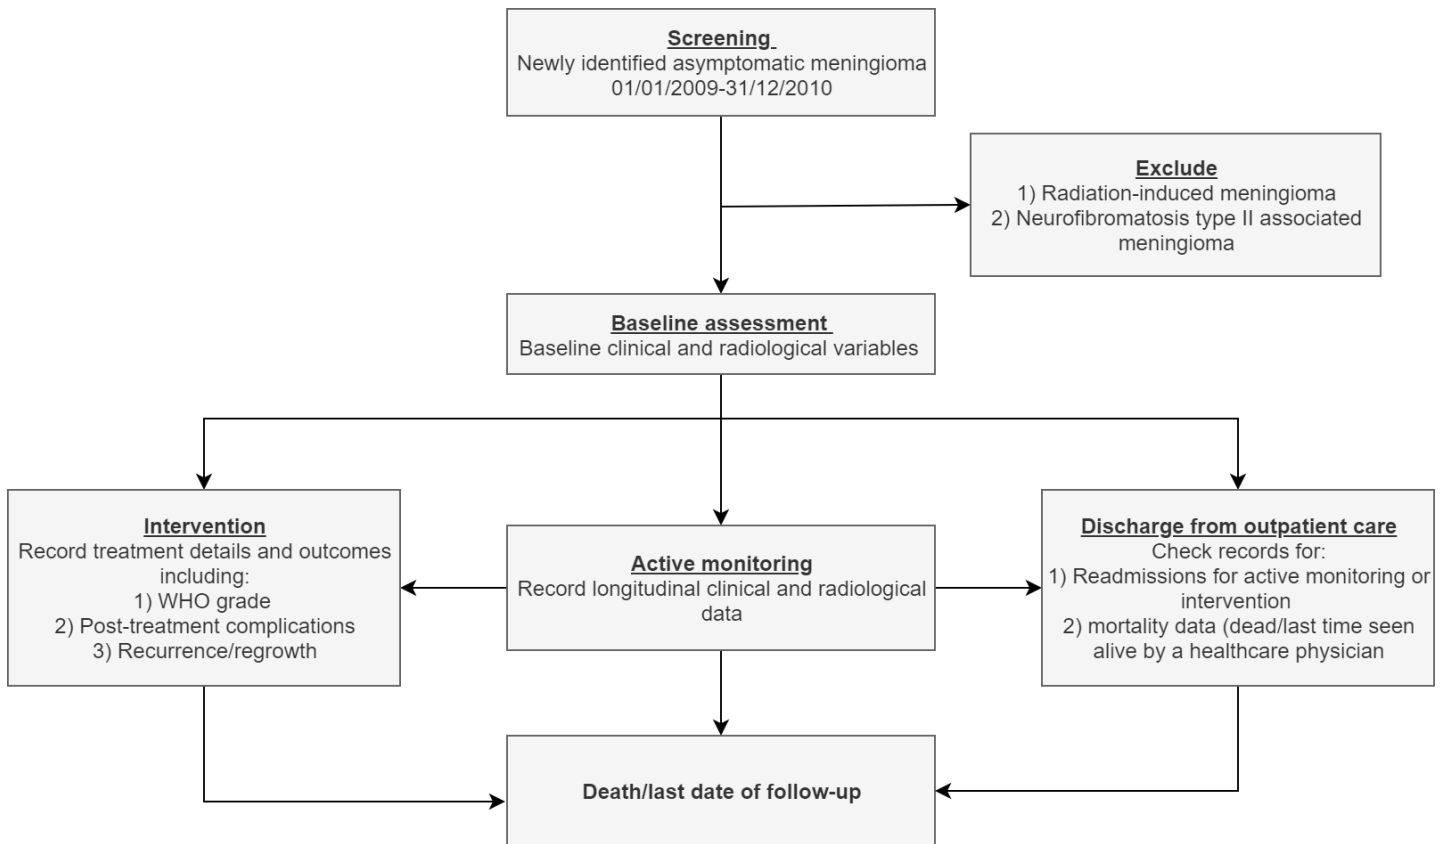 Screening
Newly identified asymptomatic meningioma
01/01/2009-31/12/2010
Exclude
1) Radiation-induced meningioma
2) Neurofibromatosis type II associated
meningioma
Baseline assessment
Baseline clinical and radiological variables
Intervention
Record treatment details and outcomes
including:
1) WHO grade
2) Post-treatment complications
3) Recurrence/regrowth
Active monitoring
Record longitudinal clinical and radiological
data
Discharge from outpatient care
Check records for:
1) Readmissions for active monitoring or
intervention
2) mortality data (dead/last time seen
alive by a healthcare physician
Death/last date of follow-up